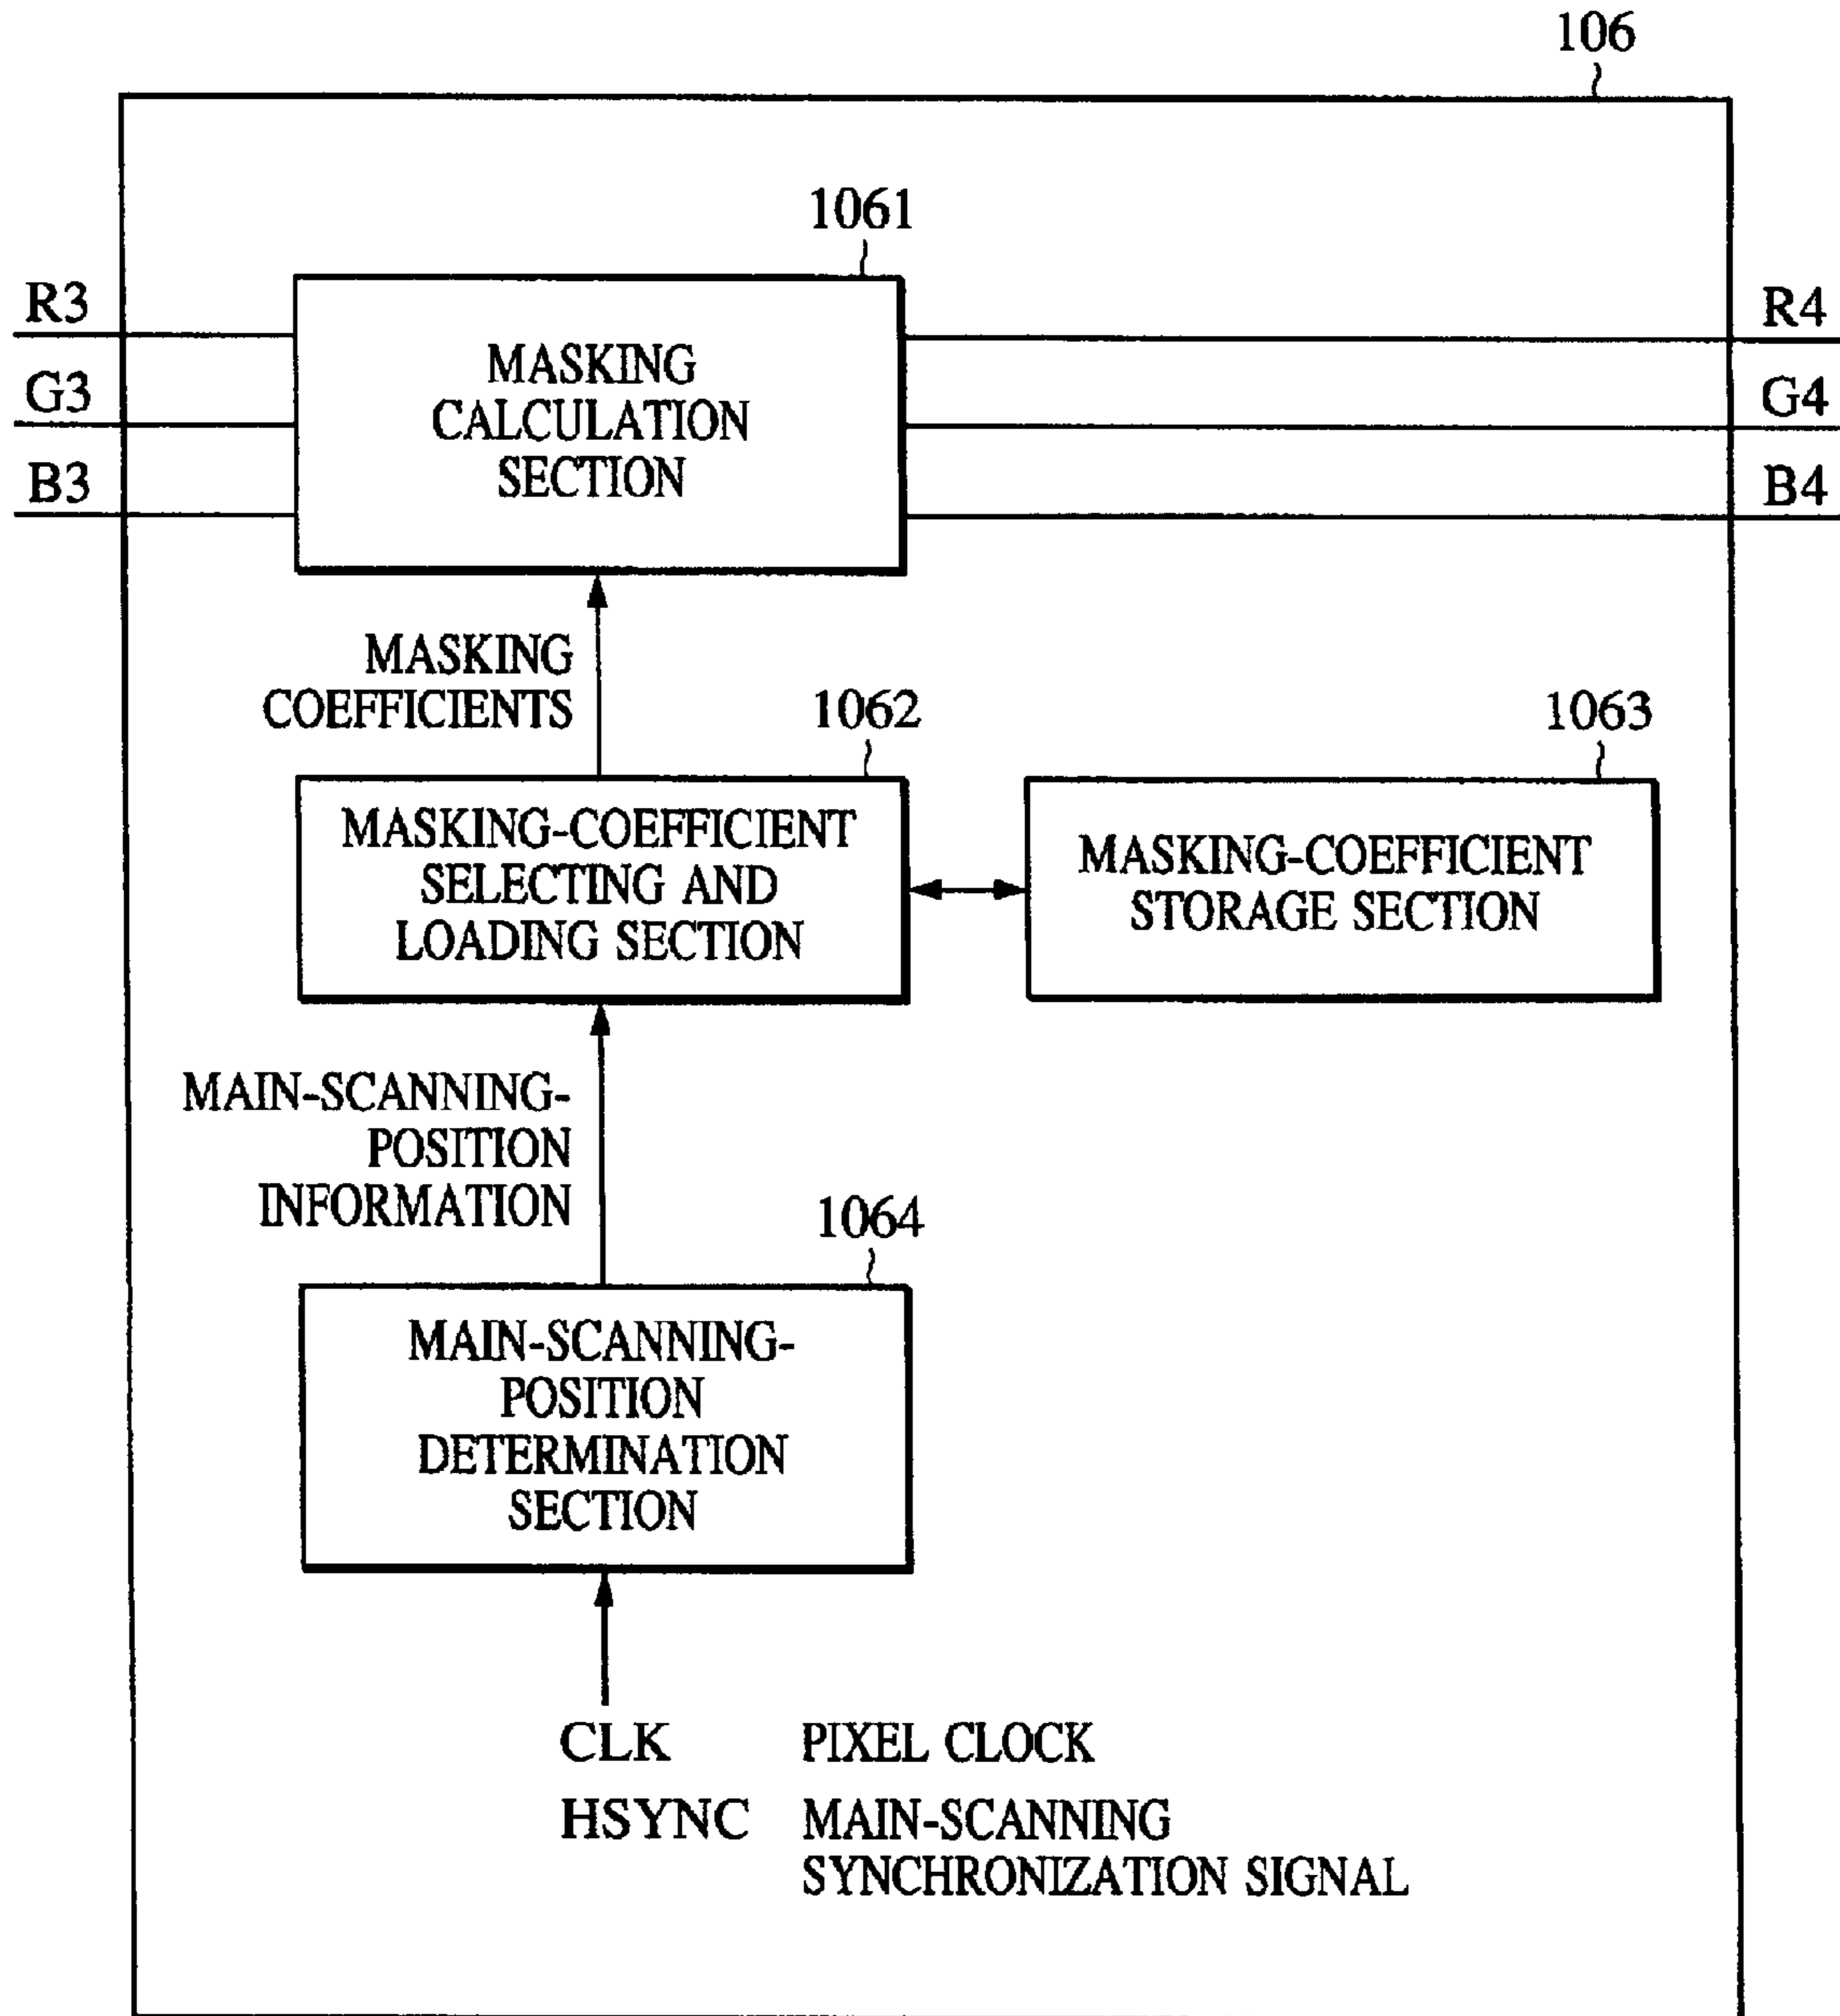 106
1061
R3
G3
B3
MASKING
CALCULATION
SECTION
R4
G4
B4
MASKING
COEFFICIENTS
1062
1063
MASKING-COEFFICIENT
SELECTING AND
LOADING SECTION
MASKING-COEFFICIENT
STORAGE SECTION
MAIN-SCANNING-
POSITION
INFORMATION
1064
MAIN-SCANNING-
POSITION
DETERMINATION
SECTION
CLK PIXEL CLOCK
HSYNC MAIN-SCANNING
SYNCHRONIZATION SIGNAL